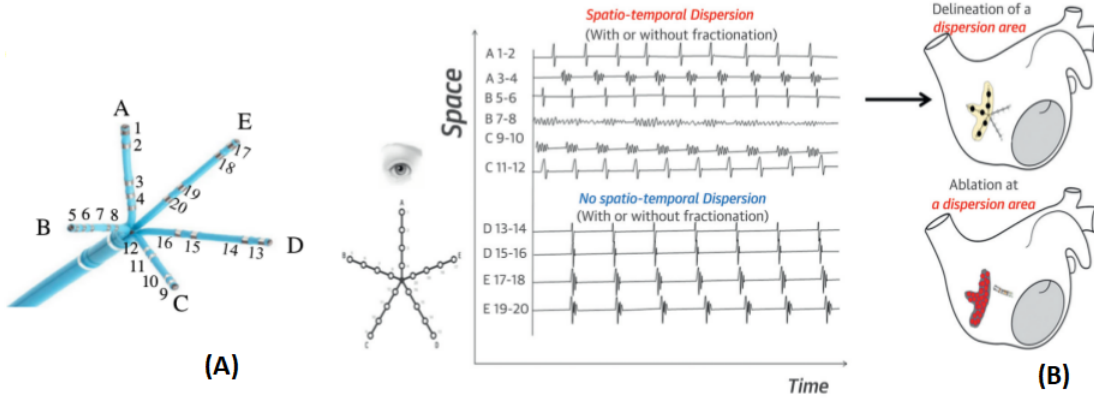 A
1
2
3
4
E
17
18
19
20
B
5 6 7 8
12
16
15
14
13
D
11
10
9
C
(A)
A
B
E
C
D
Space
Spatio-temporal Dispersion
(With or without fractionation)
A 1-2
A 3-4
B 5-6
B 7-8
C 9-10
C 11-12
No spatio-temporal Dispersion
(With or without fractionation)
D 13-14
D 15-16
E 17-18
E 19-20
Time
Delineation of a
dispersion area
Ablation at
a dispersion area
(B)